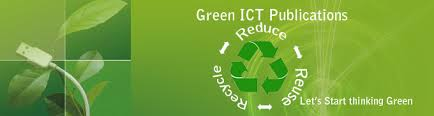 Green ICT Publications
Reduce
Reuse
Recycle
Let's Start thinking Green